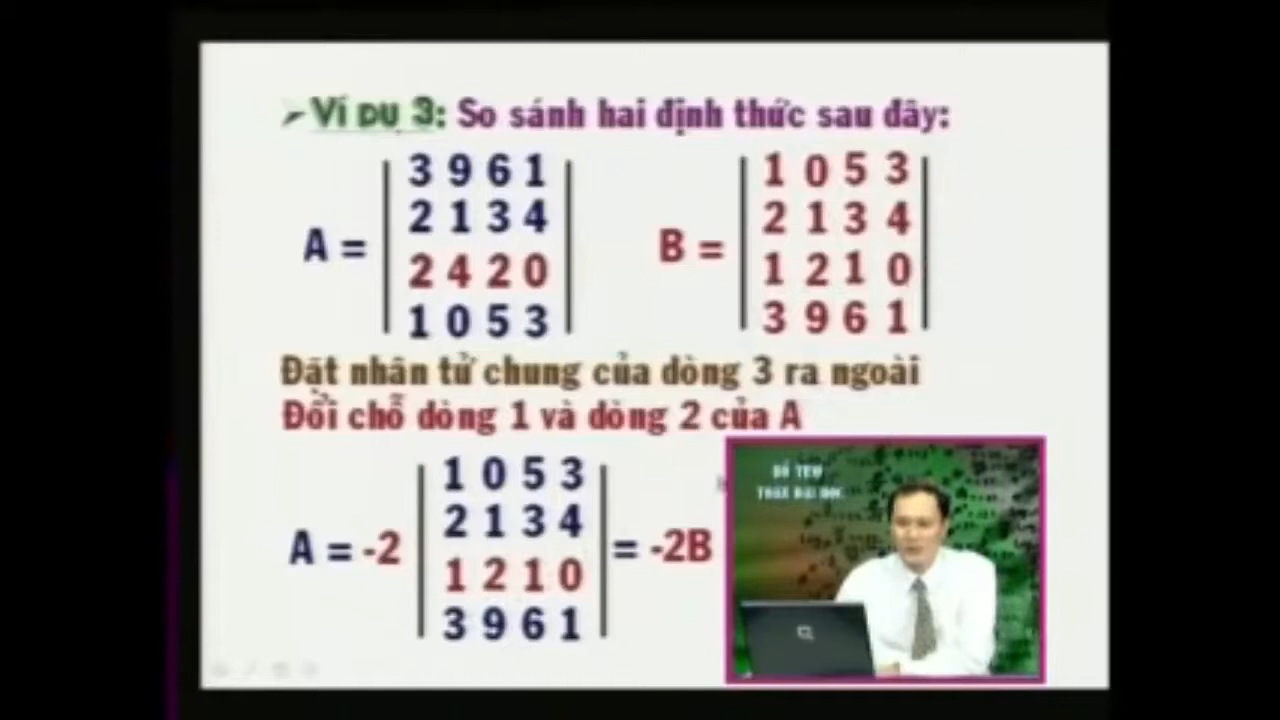 ➢ Ví dụ 3: So sánh hai định thức sau đây:
A = | 3 9 6 1 | B = | 1 0 5 3 |
| 2 1 3 4 | | 2 1 3 4 |
| 2 4 2 0 | | 1 2 1 0 |
| 1 0 5 3 | | 3 9 6 1 |
Đặt nhân tử chung của dòng 3 ra ngoài
Đổi chỗ dòng 1 và dòng 2 của A
A = -2 | 1 0 5 3 | = -2B
| 2 1 3 4 |
| 1 2 1 0 |
| 3 9 6 1 |